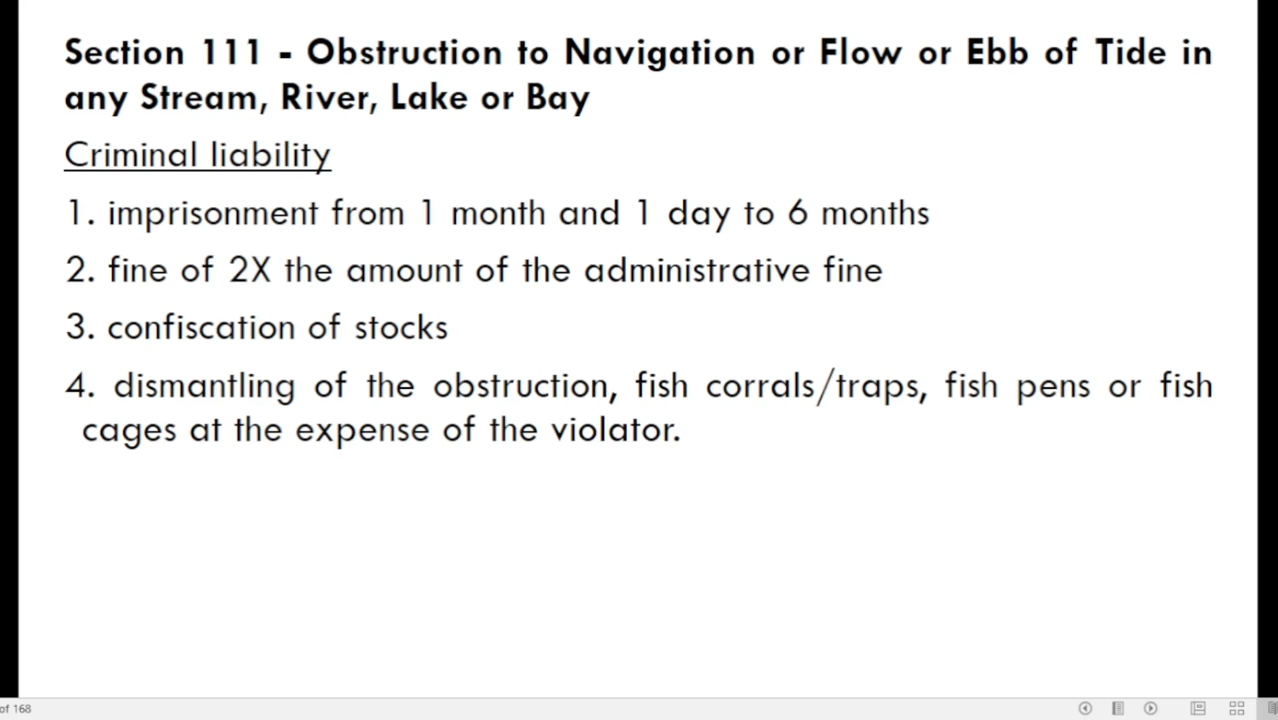 Section 111 - Obstruction to Navigation or Flow or Ebb of Tide in
any Stream, River, Lake or Bay
Criminal liability
1. imprisonment from 1 month and 1 day to 6 months
2. fine of 2X the amount of the administrative fine
3. confiscation of stocks
4. dismantling of the obstruction, fish corrals/traps, fish pens or fish
cages at the expense of the violator.
of 168